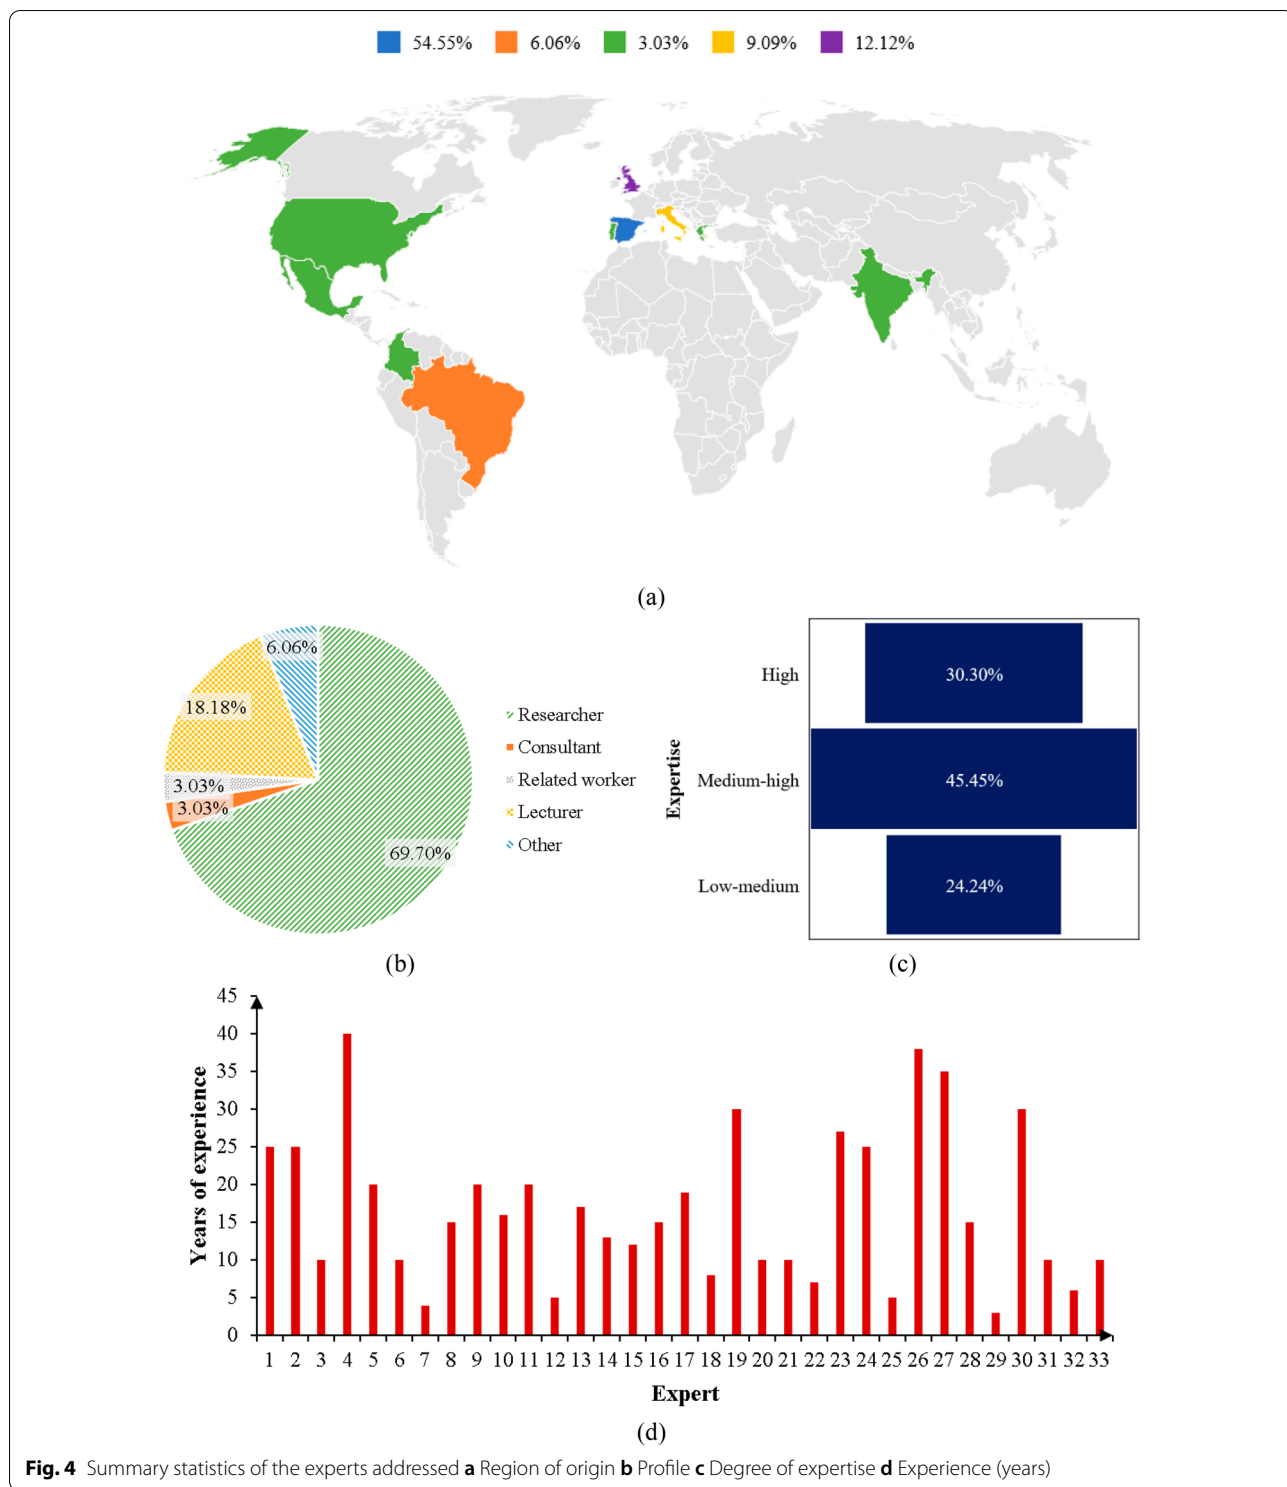 54.55% 6.06% 3.03% 9.09% 12.12%
(a)
6.06%
18.18%
3.03%
3.03%
69.70%
Researcher
Consultant
Related worker
Lecturer
Other
(b)
Expertise
High
30.30%
Medium-high
45.45%
Low-medium
24.24%
(c)
Years of experience
45
40
35
30
25
20
15
10
5
0
1 2 3 4 5 6 7 8 9 10 11 12 13 14 15 16 17 18 19 20 21 22 23 24 25 26 27 28 29 30 31 32 33
Expert
(d)
Fig. 4 Summary statistics of the experts addressed a Region of origin b Profile c Degree of expertise d Experience (years)